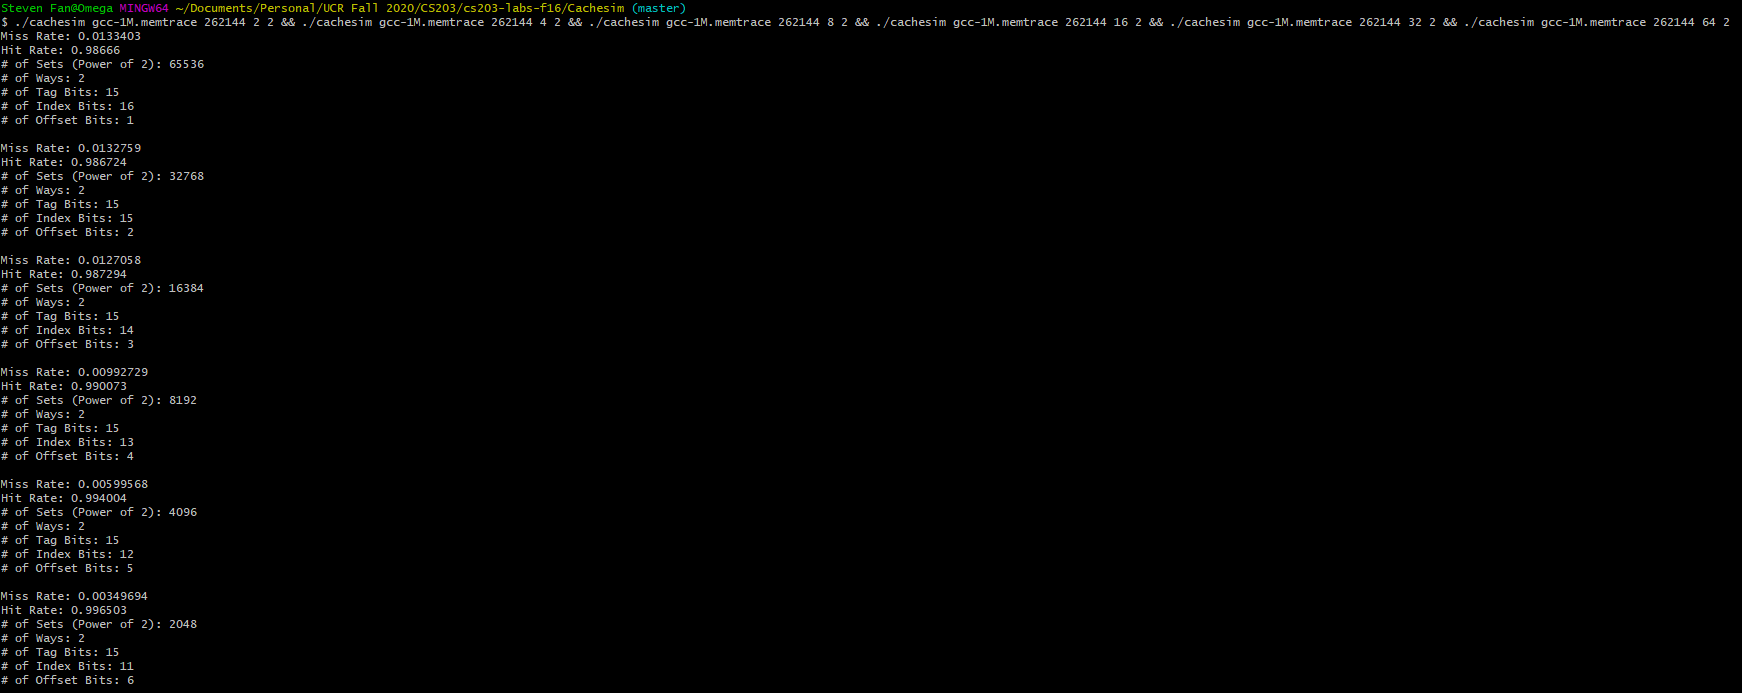 Steven Fan@Omega MINGW64 ~/Documents/Personal/UCR Fall 2020/CS203/cs203-labs-f16/Cachesim (master)
$ ./cachesim gcc-1M.memtrace 262144 2 2 && ./cachesim gcc-1M.memtrace 262144 4 2 && ./cachesim gcc-1M.memtrace 262144 8 2 && ./cachesim gcc-1M.memtrace 262144 16 2 && ./cachesim gcc-1M.memtrace 262144 32 2 && ./cachesim gcc-1M.memtrace 262144 64 2
Miss Rate: 0.0133403
Hit Rate: 0.98666
# of Sets (Power of 2): 65536
# of Ways: 2
# of Tag Bits: 15
# of Index Bits: 16
# of Offset Bits: 1
Miss Rate: 0.0132759
Hit Rate: 0.986724
# of Sets (Power of 2): 32768
# of Ways: 2
# of Tag Bits: 15
# of Index Bits: 15
# of Offset Bits: 2
Miss Rate: 0.0127058
Hit Rate: 0.987294
# of Sets (Power of 2): 16384
# of Ways: 2
# of Tag Bits: 15
# of Index Bits: 14
# of Offset Bits: 3
Miss Rate: 0.00992729
Hit Rate: 0.990073
# of Sets (Power of 2): 8192
# of Ways: 2
# of Tag Bits: 15
# of Index Bits: 13
# of Offset Bits: 4
Miss Rate: 0.00599568
Hit Rate: 0.994004
# of Sets (Power of 2): 4096
# of Ways: 2
# of Tag Bits: 15
# of Index Bits: 12
# of Offset Bits: 5
Miss Rate: 0.00349694
Hit Rate: 0.996503
# of Sets (Power of 2): 2048
# of Ways: 2
# of Tag Bits: 15
# of Index Bits: 11
# of Offset Bits: 6